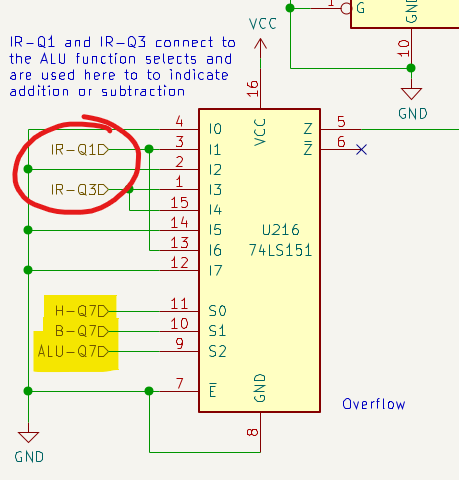 1
G
GND
10
GND
VCC
IR-Q1 and IR-Q3 connect to
the ALU function selects and
are used here to to indicate
addition or subtraction
16
VCC
4 I0
IR-Q1 3 I1
2 I2
IR-Q3 1 I3
15 I4
14 I5
13 I6
12 I7
Z 5
Z 6
U216
74LS151
H-Q7 11 S0
B-Q7 10 S1
ALU-Q7 9 S2
7 E
GND
8
GND
Overflow